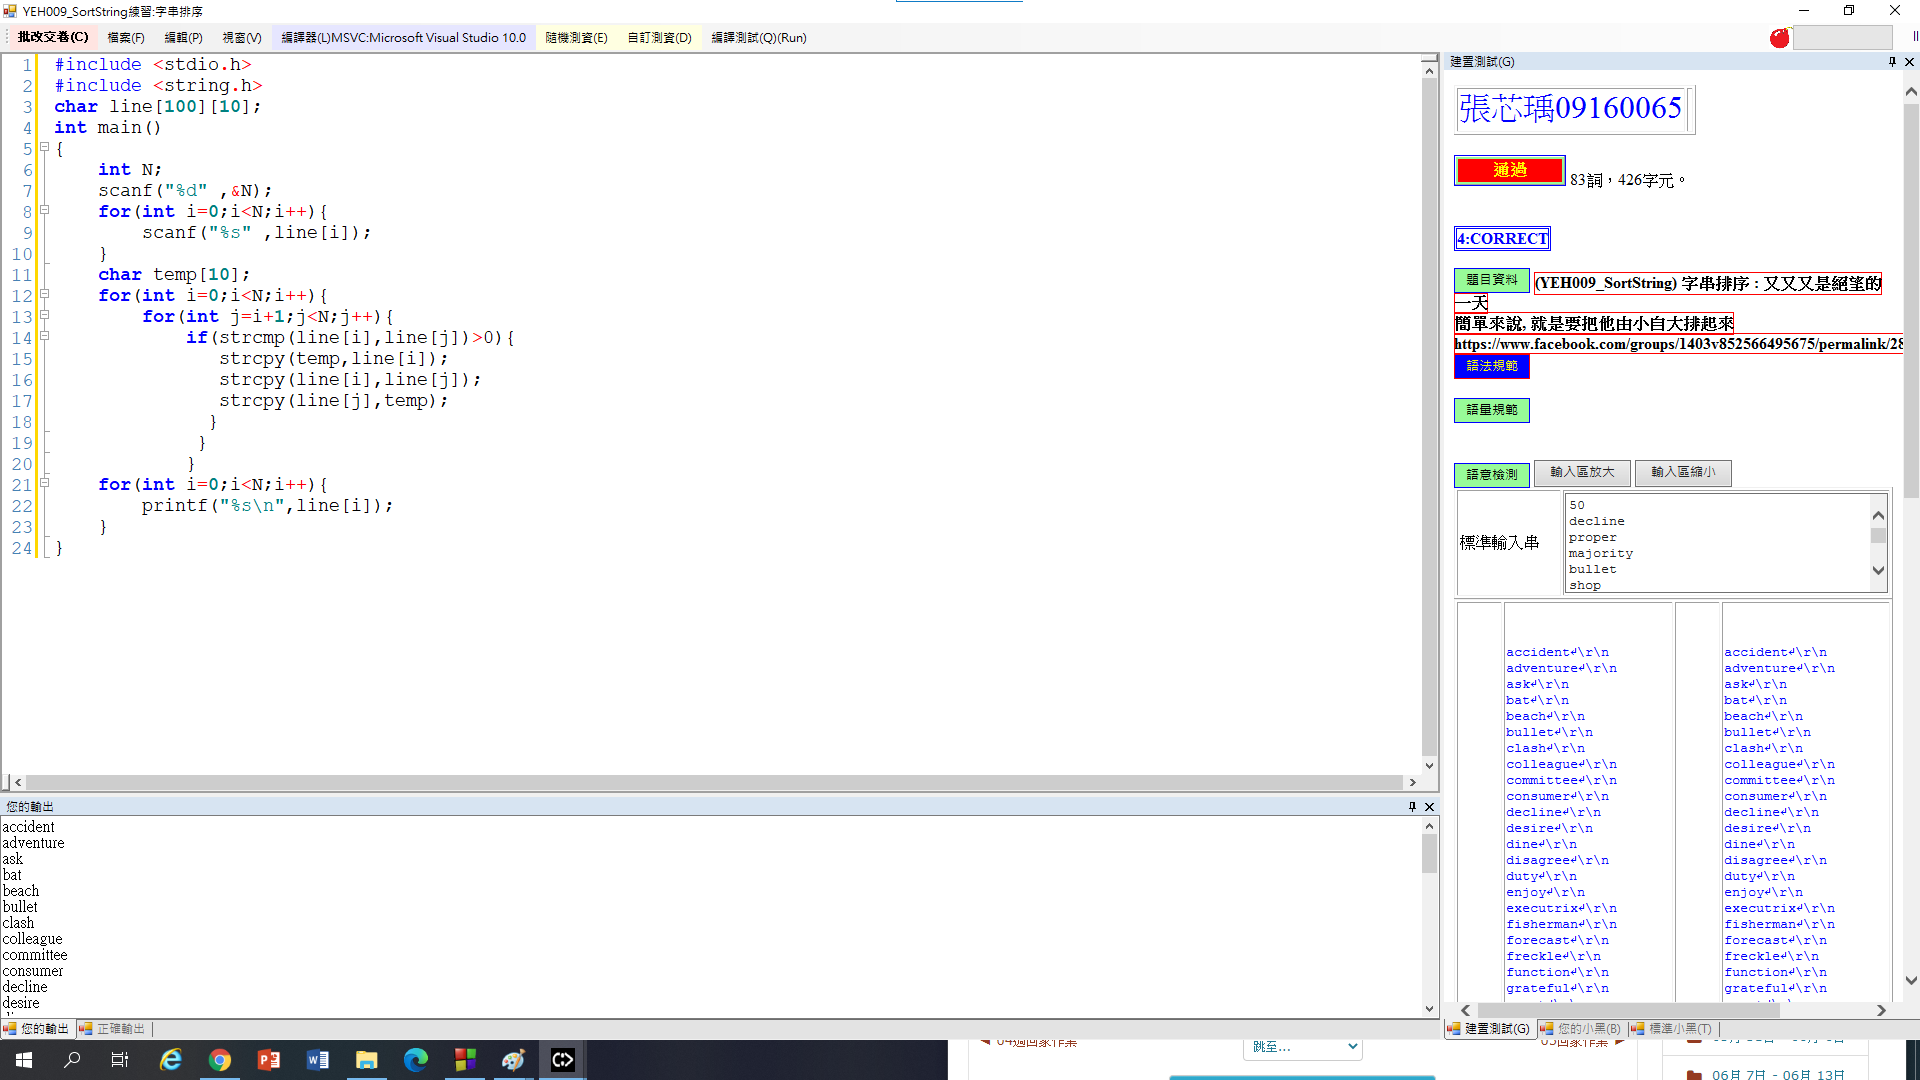 YEH009_SortString練習:字串排序
批改交卷(C) 檔案(F) 編輯(P) 視窗(V) 編譯器(L)MSVC:Microsoft Visual Studio 10.0 隨機測資(E) 自訂測資(D) 編譯測試(Q)(Run)
1 #include <stdio.h>
2 #include <string.h>
3 char line[100][10];
4 int main()
5 {
6 int N;
7 scanf("%d" ,&N);
8 for(int i=0;i<N;i++){
9 scanf("%s" ,line[i]);
10 }
11 char temp[10];
12 for(int i=0;i<N;i++){
13 for(int j=i+1;j<N;j++){
14 if(strcmp(line[i],line[j])>0){
15 strcpy(temp,line[i]);
16 strcpy(line[i],line[j]);
17 strcpy(line[j],temp);
18 }
19 }
20 }
21 for(int i=0;i<N;i++){
22 printf("%s\n",line[i]);
23 }
24 }
您的輸出
accident
adventure
ask
bat
beach
bullet
clash
colleague
committee
consumer
decline
desire
您的輸出 正確輸出
建置測試(G)
張芯瑀09160065
通過 83詞，426字元。
4:CORRECT
題目資料 (YEH009_SortString) 字串排序 : 又又又是絕望的
一天
簡單來說, 就是要把他由小自大排起來
https://www.facebook.com/groups/1403v852566495675/permalink/28
語法規範
語量規範
語意檢測 輸入區放大 輸入區縮小
標準輸入串
50
decline
proper
majority
bullet
shop
accident↲\r\n accident↲\r\n
adventure↲\r\n adventure↲\r\n
ask↲\r\n ask↲\r\n
bat↲\r\n bat↲\r\n
beach↲\r\n beach↲\r\n
bullet↲\r\n bullet↲\r\n
clash↲\r\n clash↲\r\n
colleague↲\r\n colleague↲\r\n
committee↲\r\n committee↲\r\n
consumer↲\r\n consumer↲\r\n
decline↲\r\n decline↲\r\n
desire↲\r\n desire↲\r\n
dine↲\r\n dine↲\r\n
disagree↲\r\n disagree↲\r\n
duty↲\r\n duty↲\r\n
enjoy↲\r\n enjoy↲\r\n
executrix↲\r\n executrix↲\r\n
fisherman↲\r\n fisherman↲\r\n
forecast↲\r\n forecast↲\r\n
freckle↲\r\n freckle↲\r\n
function↲\r\n function↲\r\n
grateful↲\r\n grateful↲\r\n
建置測試(G) 您的小黑(B) 標準小黑(T)
跳至...
06月 7日 - 06月 13日